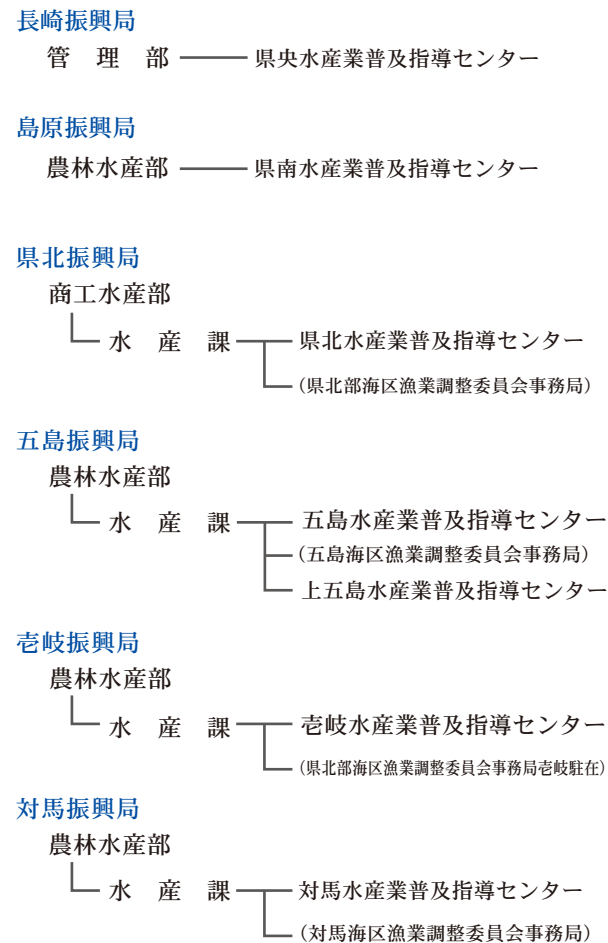 長崎振興局
管　理　部 県央水産業普及指導センター
島原振興局
農林水産部 県南水産業普及指導センター
県北振興局
商工水産部
水　産　課 県北水産業普及指導センター
(県北部海区漁業調整委員会事務局)
五島振興局
農林水産部
水　産　課 五島水産業普及指導センター
(五島海区漁業調整委員会事務局)
上五島水産業普及指導センター
壱岐振興局
農林水産部
水　産　課 壱岐水産業普及指導センター
(県北部海区漁業調整委員会事務局壱岐駐在)
対馬振興局
農林水産部
水　産　課 対馬水産業普及指導センター
(対馬海区漁業調整委員会事務局)